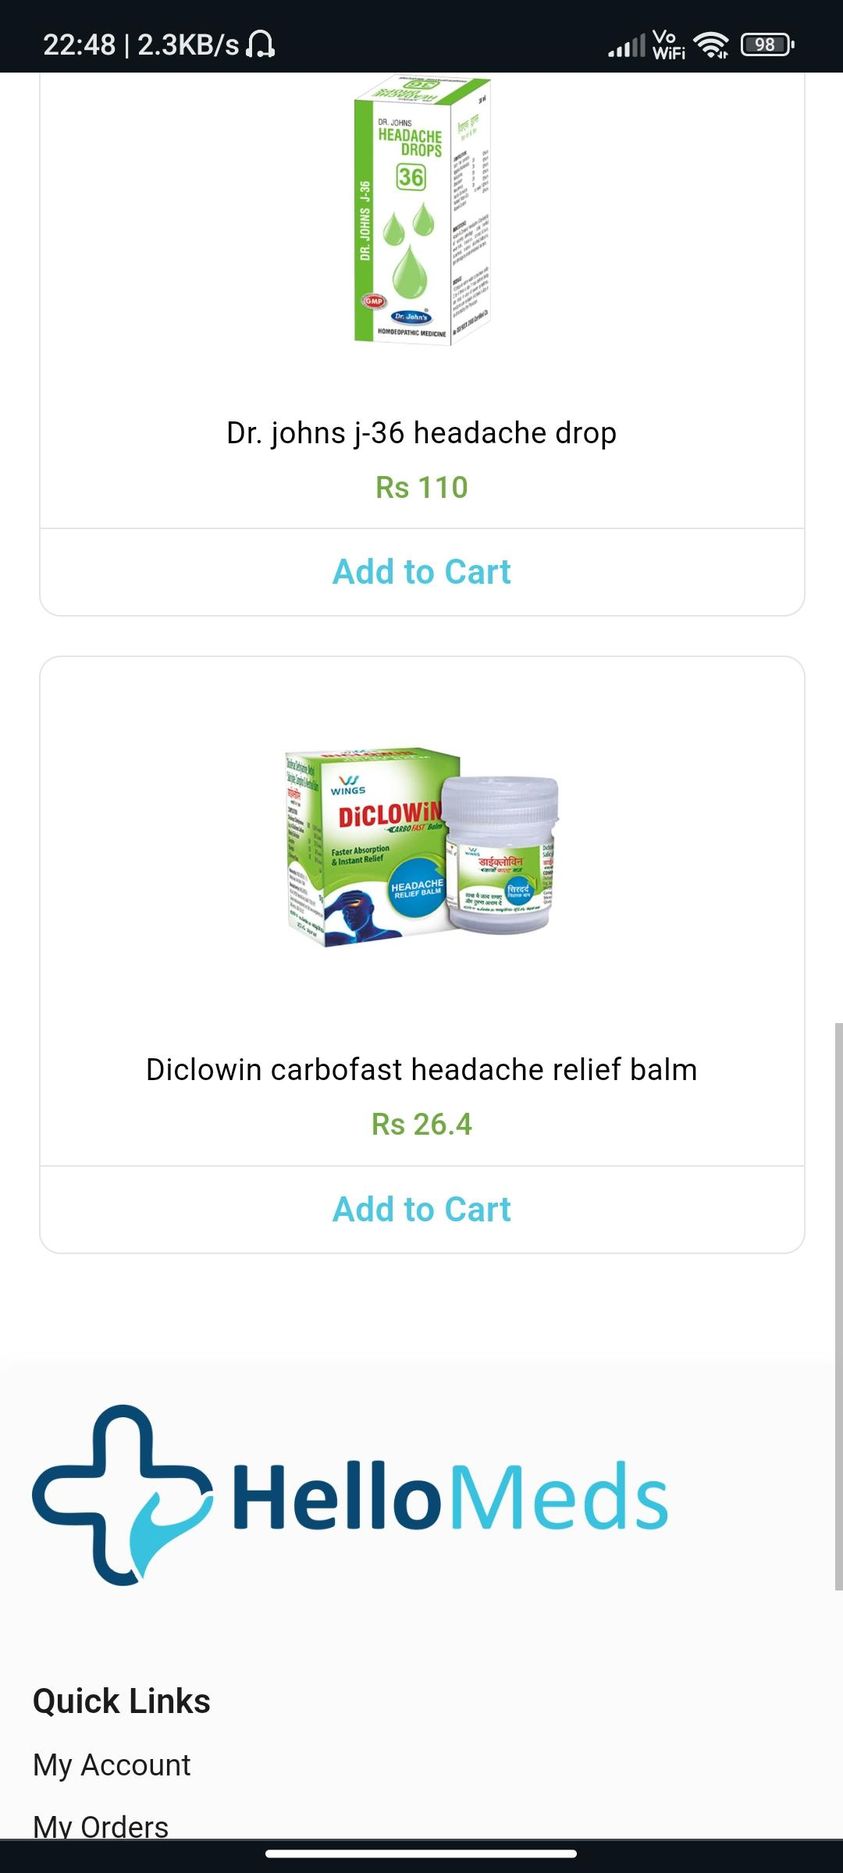 22:48 | 2.3KB/s
Vo
WiFi
98
DR. JOHNS
HEADACHE
DROPS
36
DR. JOHNS J-36
GMP
Dr. John's
HOMOEOPATHIC MEDICINE
Dr. johns j-36 headache drop
Rs 110
Add to Cart
WINGS
DiCLOWiN
CARBO FAST Balm
Faster Absorption
& Instant Relief
HEADACHE
RELIEF BALM
डाईक्लोविन
सिरदर्द
Diclowin carbofast headache relief balm
Rs 26.4
Add to Cart
HelloMeds
Quick Links
My Account
My Orders